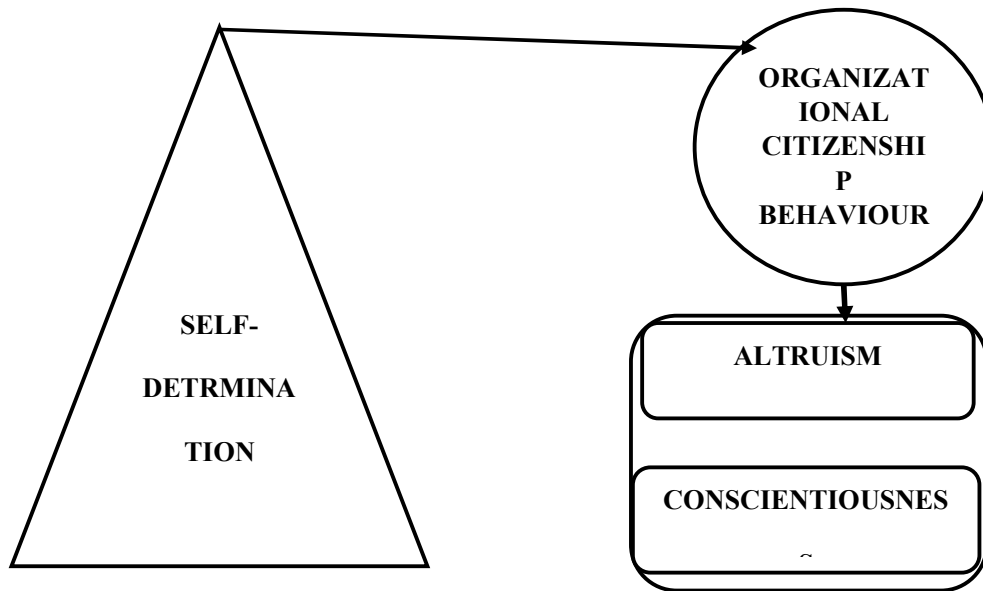 ORGANIZAT
IONAL
CITIZENSHI
P
BEHAVIOUR
SELF-
DETRMINA
TION
ALTRUISM
CONSCIENTIOUSNES